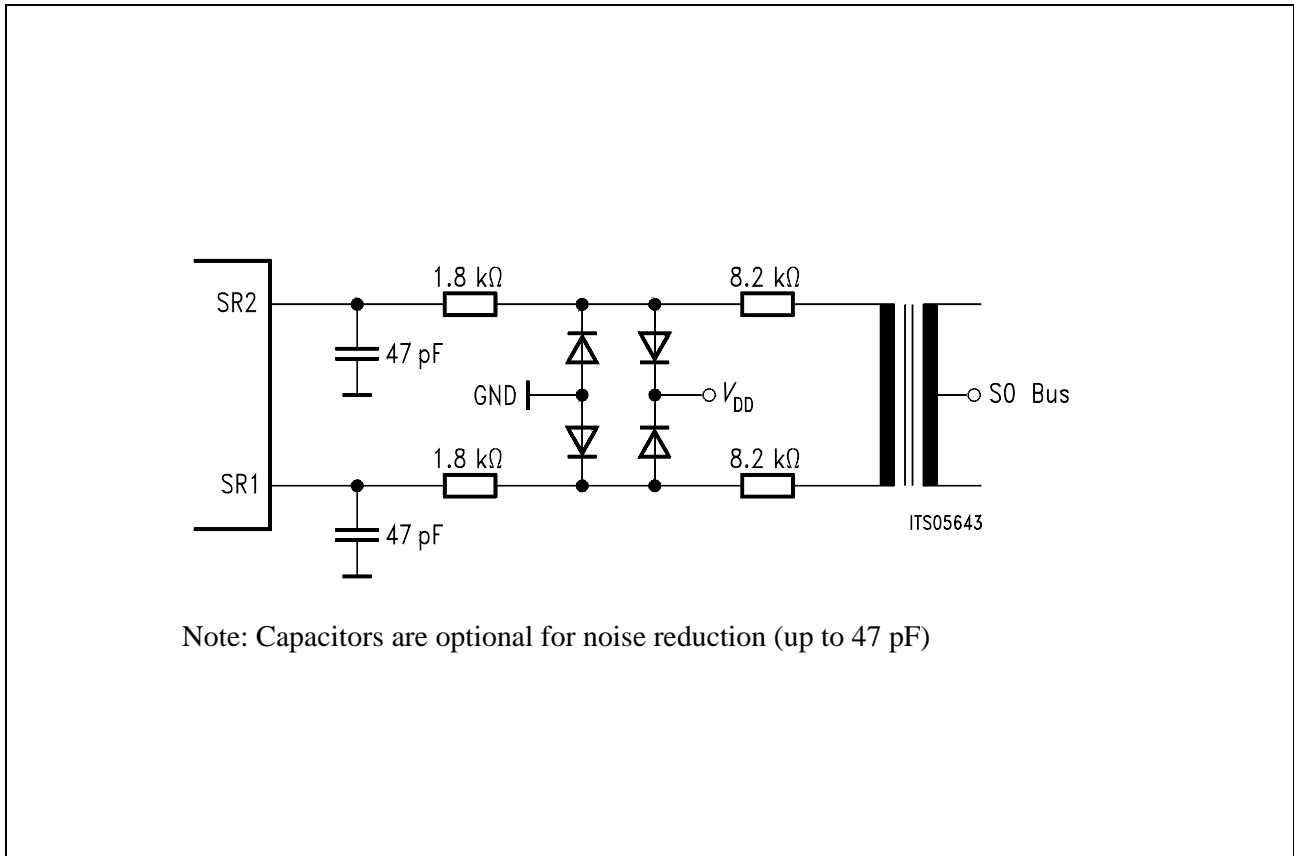 1.8 kΩ
8.2 kΩ
SR2
47 pF
GND
VDD
S0 Bus
1.8 kΩ
8.2 kΩ
SR1
ITS05643
47 pF
Note: Capacitors are optional for noise reduction (up to 47 pF)